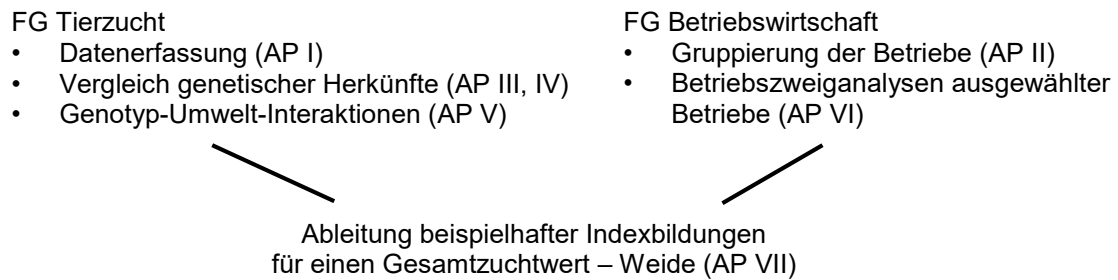 FG Tierzucht
• Datenerfassung (AP I)
• Vergleich genetischer Herkünfte (AP III, IV)
• Genotyp-Umwelt-Interaktionen (AP V)
FG Betriebswirtschaft
• Gruppierung der Betriebe (AP II)
• Betriebszweiganalysen ausgewählter
Betriebe (AP VI)
Ableitung beispielhafter Indexbildungen
für einen Gesamtzuchtwert – Weide (AP VII)